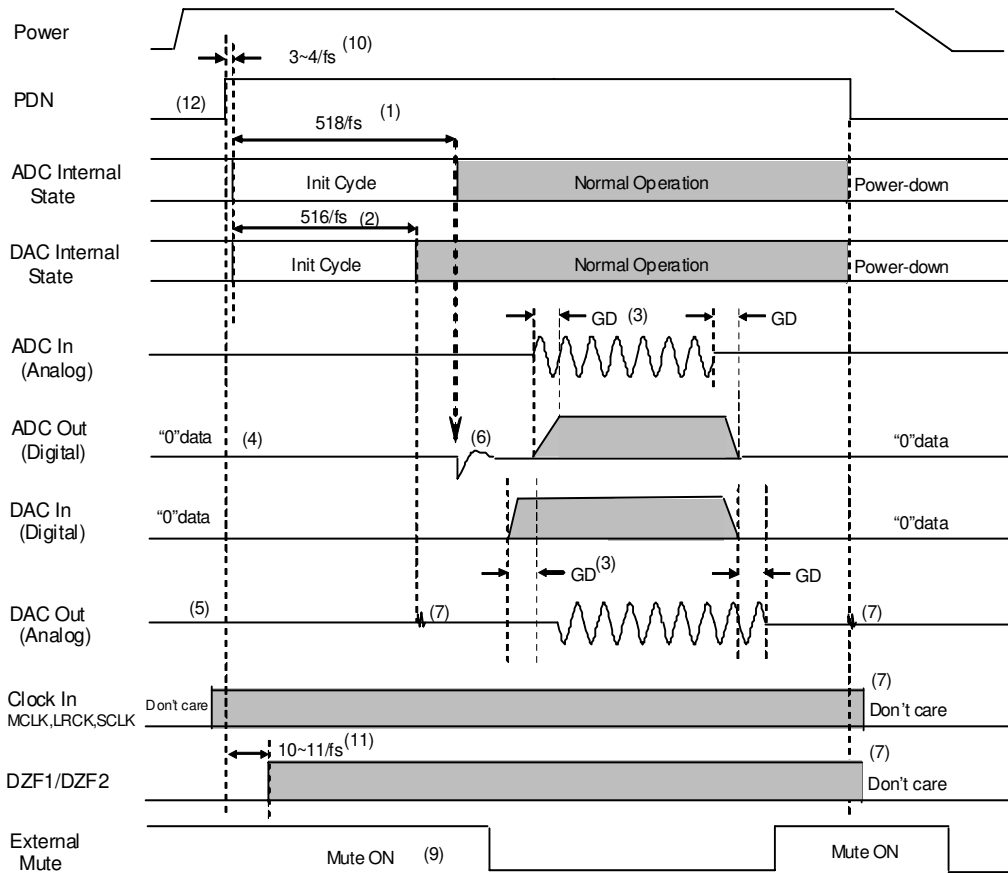 Power
3~4/fs (10)
PDN
(12)
518/fs (1)
ADC Internal
State
Init Cycle
Normal Operation
Power-down
516/fs (2)
DAC Internal
State
Init Cycle
Normal Operation
Power-down
GD (3)
GD
ADC In
(Analog)
ADC Out
(Digital)
“0”data
(4)
(6)
“0”data
DAC In
(Digital)
“0”data
“0”data
GD (3)
GD
DAC Out
(Analog)
(5)
(7)
(7)
Clock In
MCLK,LRCK,SCLK
Don't care
(7)
Don't care
10~11/fs (11)
DZF1/DZF2
(7)
Don't care
External
Mute
Mute ON (9)
Mute ON